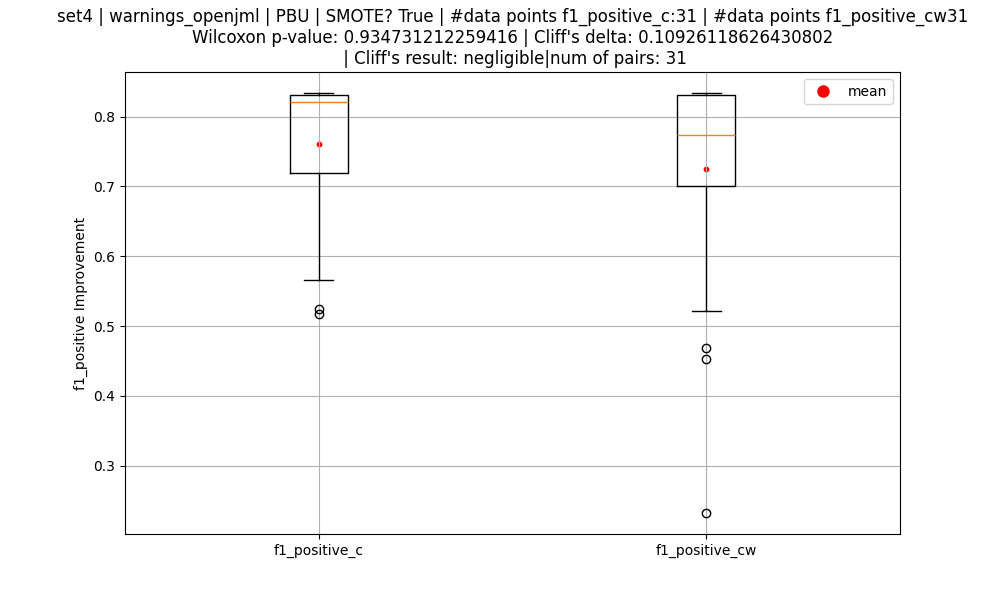 set4 | warnings_openjml | PBU | SMOTE? True | #data points f1_positive_c:31 | #data points f1_positive_cw31
Wilcoxon p-value: 0.934731212259416 | Cliff's delta: 0.10926118626430802
| Cliff's result: negligible|num of pairs: 31
mean
0.8
0.7
0.6
0.5
0.4
0.3
f1_positive Improvement
f1_positive_c
f1_positive_cw